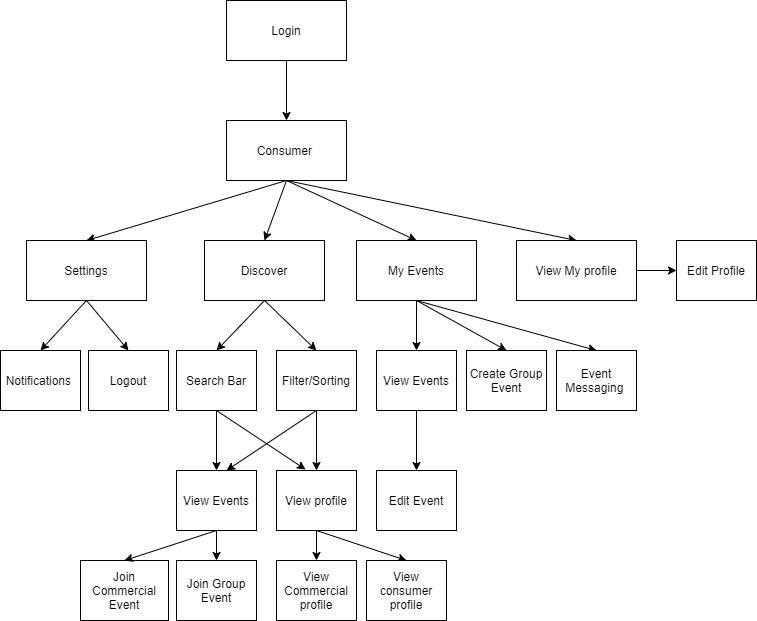 Login
Consumer
Settings
Discover
My Events
View My profile
Edit Profile
Notifications
Logout
Search Bar
Filter/Sorting
View Events
Create Group
Event
Event
Messaging
View Events
View profile
Edit Event
Join
Commercial
Event
Join Group
Event
View
Commercial
profile
View
consumer
profile